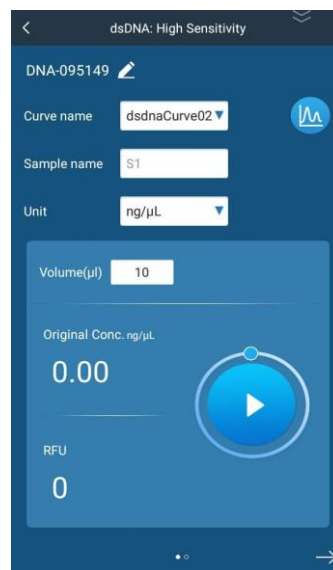 dsDNA: High Sensitivity
DNA-095149
Curve name dsdnaCurve02
Sample name S1
Unit ng/µL
Volume(µl) 10
Original Conc. ng/µL
0.00
RFU
0